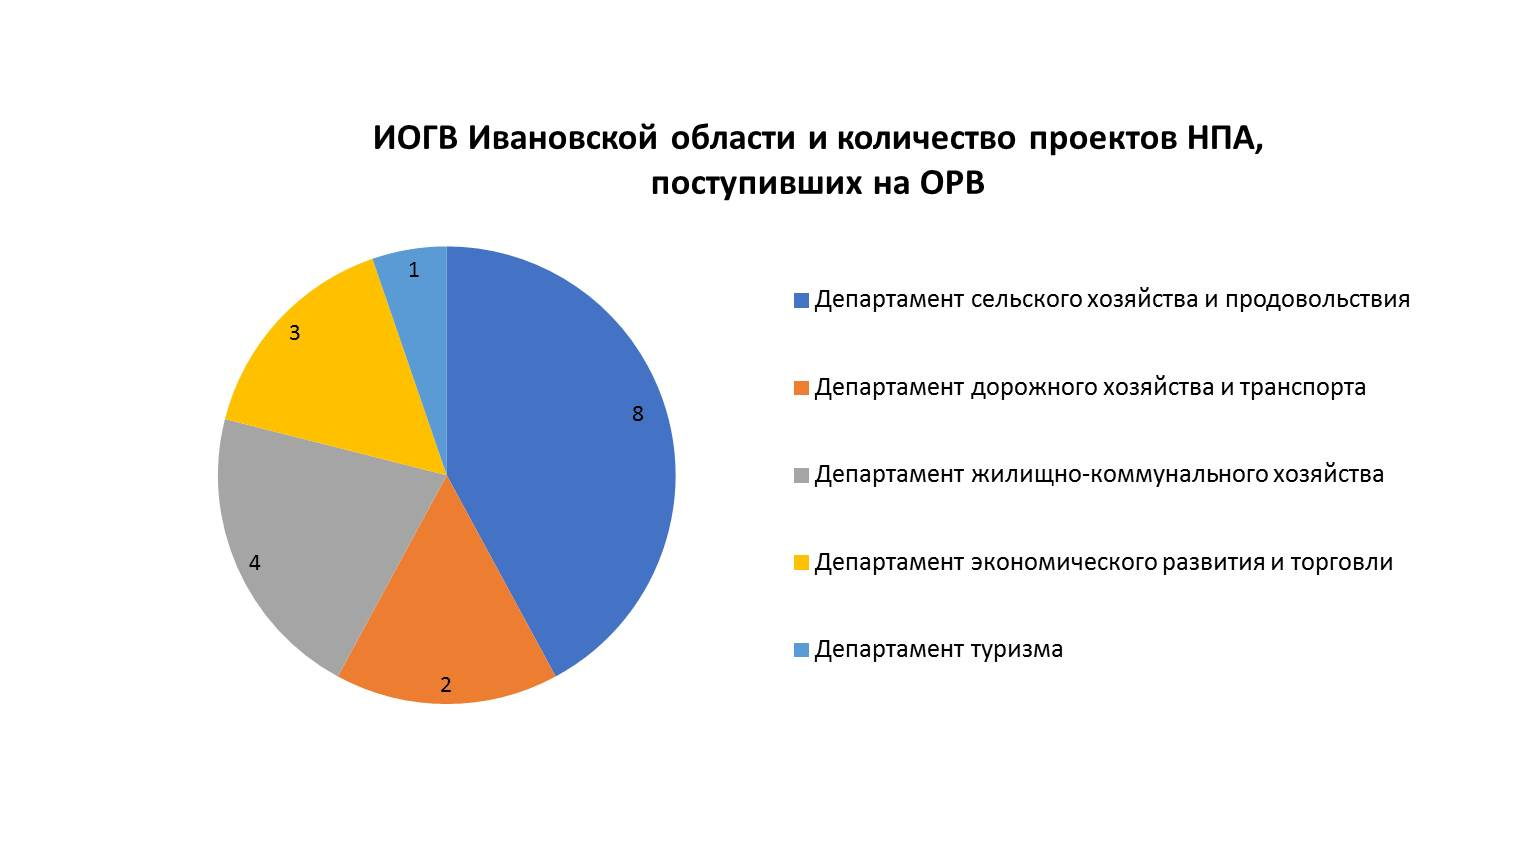 ИОГВ Ивановской области и количество проектов НПА,
поступивших на ОРВ
1
3
8
4
2
Департамент сельского хозяйства и продовольствия
Департамент дорожного хозяйства и транспорта
Департамент жилищно-коммунального хозяйства
Департамент экономического развития и торговли
Департамент туризма